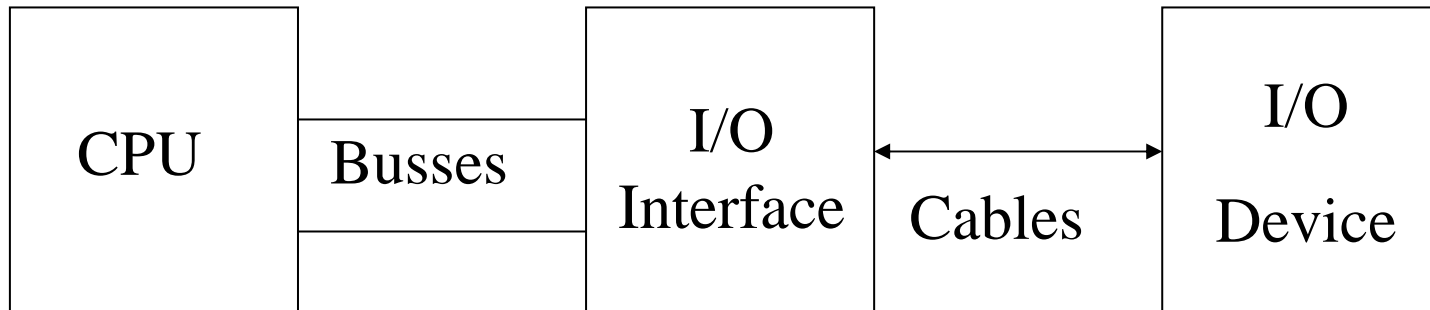 CPU
Busses
I/O
Interface
Cables
I/O
Device